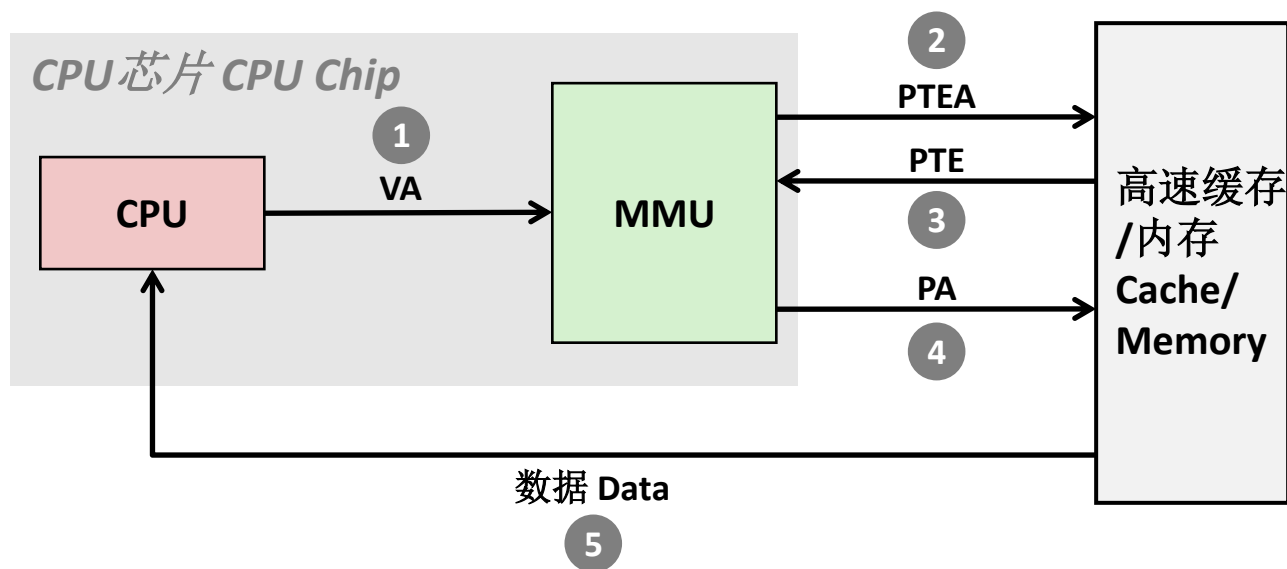 2
CPU芯片 CPU Chip
PTEA
1
VA
CPU
MMU
PTE
3
PA
4
高速缓存
/内存
Cache/
Memory
数据 Data
5